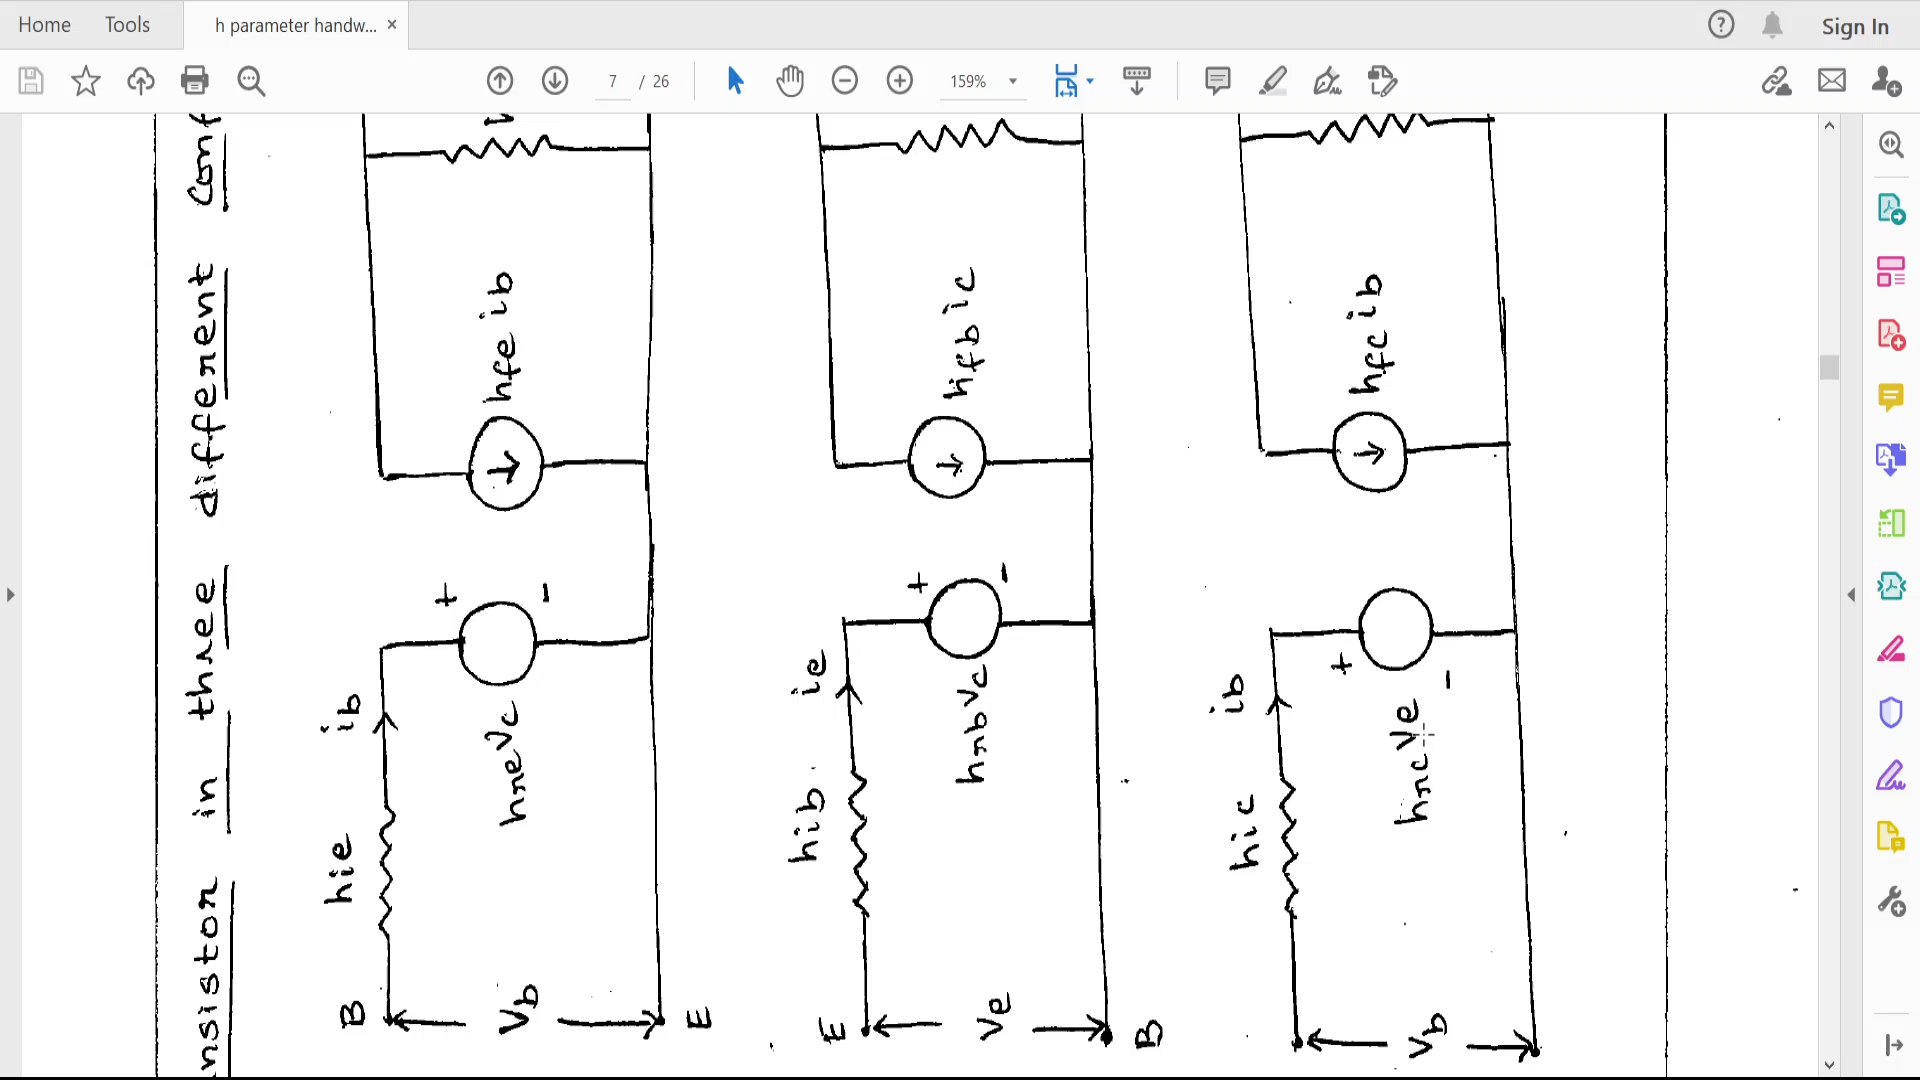 Home
Tools
h parameter handw...
Sign In
7 / 26
159%
nsistor in three different Conf
hfe ib
ib
hre Vc
hie
B
Vb
E
hfb ic
ie
hrb Vc
hib
E
Ve
B
hfc ib
ib
hrc Ve
hic
Vb
+ -
+ -
+ -